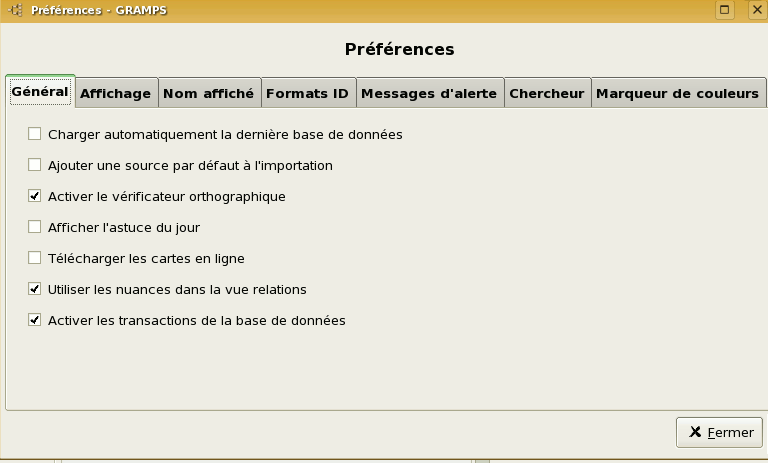 Préférences - GRAMPS
Préférences
Général Affichage Nom affiché Formats ID Messages d'alerte Chercheur Marqueur de couleurs
Charger automatiquement la dernière base de données
Ajouter une source par défaut à l'importation
Activer le vérificateur orthographique
Afficher l'astuce du jour
Télécharger les cartes en ligne
Utiliser les nuances dans la vue relations
Activer les transactions de la base de données
Fermer